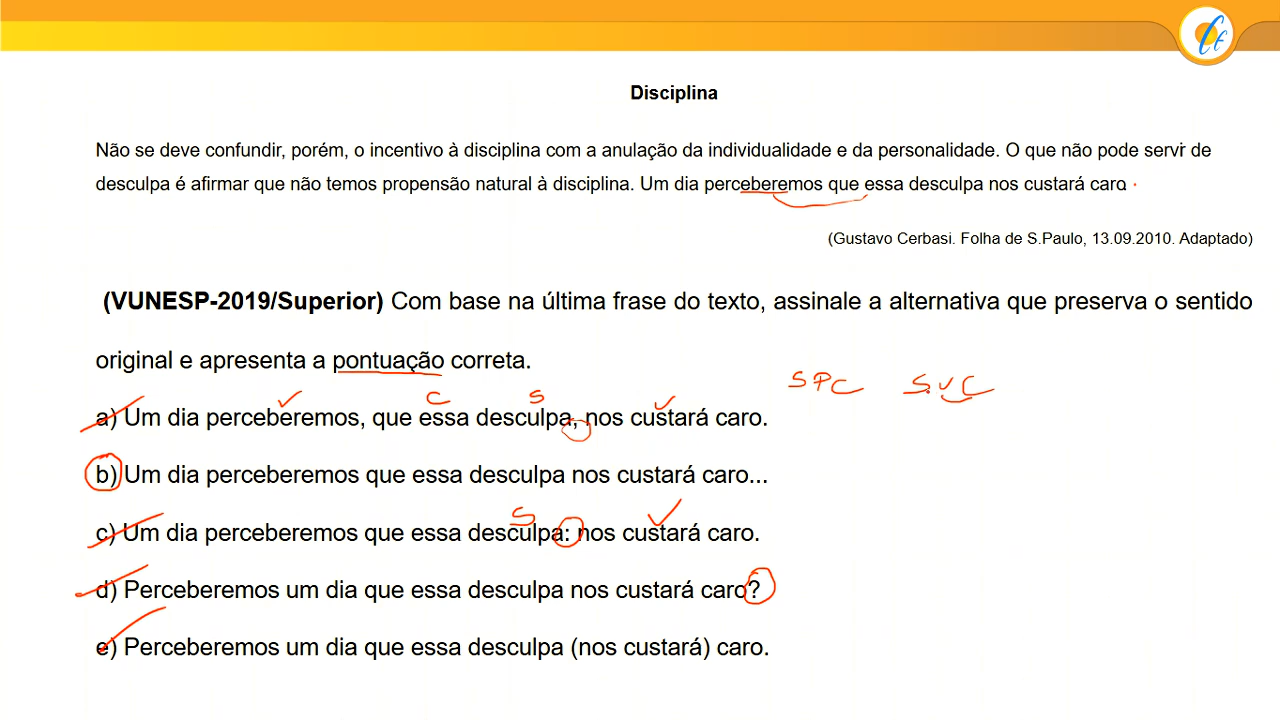 Disciplina
Não se deve confundir, porém, o incentivo à disciplina com a anulação da individualidade e da personalidade. O que não pode servir de
desculpa é afirmar que não temos propensão natural à disciplina. Um dia perceberemos que essa desculpa nos custará caro.
(Gustavo Cerbasi. Folha de S.Paulo, 13.09.2010. Adaptado)
(VUNESP-2019/Superior) Com base na última frase do texto, assinale a alternativa que preserva o sentido
original e apresenta a pontuação correta.
SPC S.VC
C S
a) Um dia perceberemos, que essa desculpa, nos custará caro.
b) Um dia perceberemos que essa desculpa nos custará caro...
S
c) Um dia perceberemos que essa desculpa: nos custará caro.
d) Perceberemos um dia que essa desculpa nos custará caro?
e) Perceberemos um dia que essa desculpa (nos custará) caro.